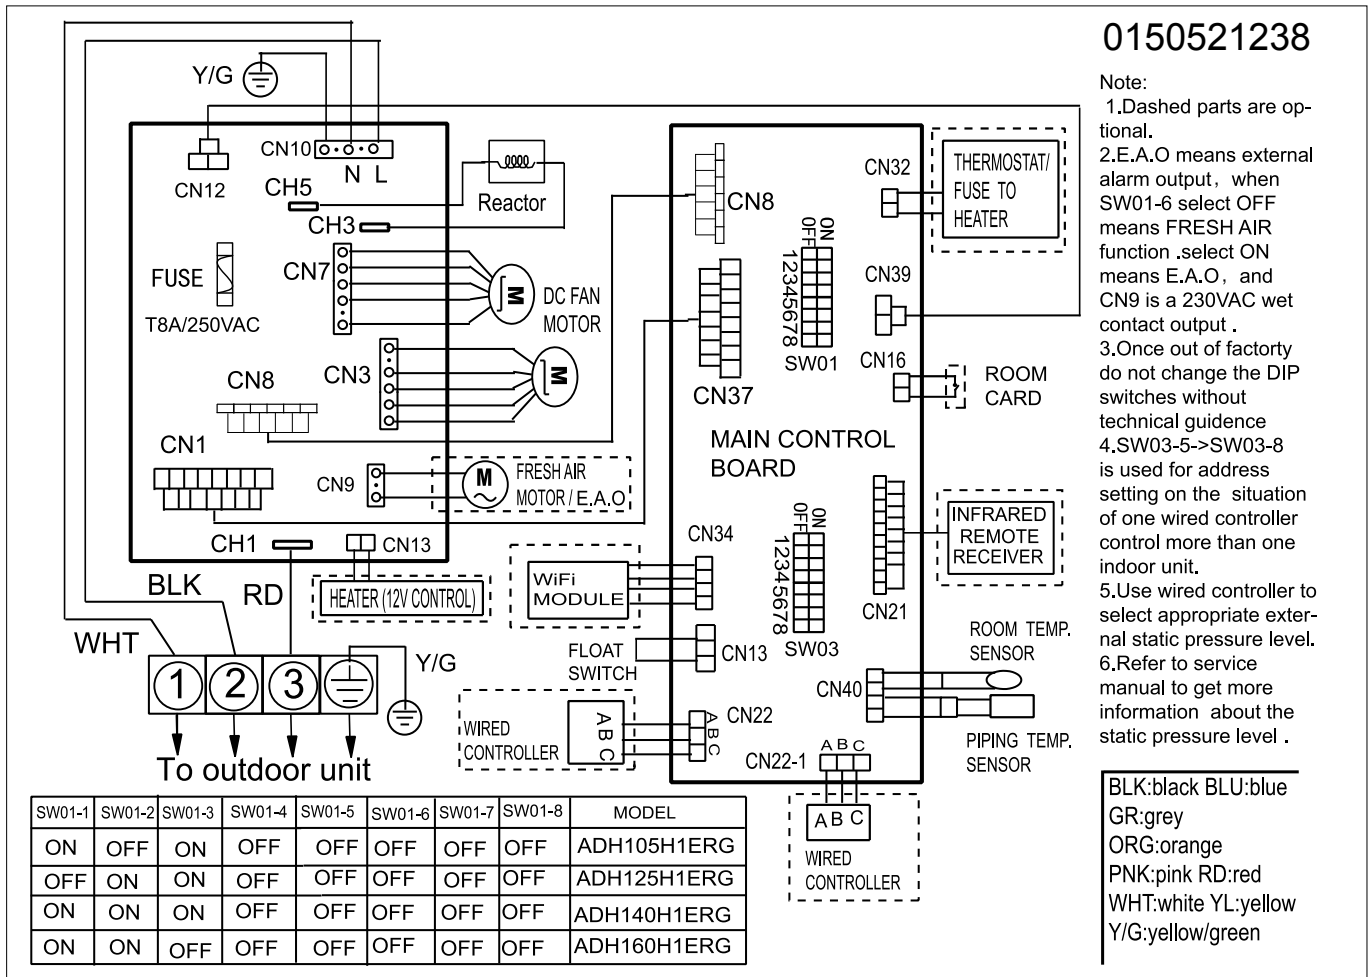 0150521238
Note:
1.Dashed parts are op-
tional.
2.E.A.O means external
alarm output, when
SW01-6 select OFF
means FRESH AIR
function .select ON
means E.A.O, and
CN9 is a 230VAC wet
contact output .
3.Once out of factorty
do not change the DIP
switches without
technical guidence
4.SW03-5->SW03-8
is used for address
setting on the situation
of one wired controller
control more than one
indoor unit.
5.Use wired controller to
select appropriate exter-
nal static pressure level.
6.Refer to service
manual to get more
information about the
static pressure level .
BLK:black BLU:blue
GR:grey
ORG:orange
PNK:pink RD:red
WHT:white YL:yellow
Y/G:yellow/green
Y/G
CN12
CN10
N L
CH5
CH3
Reactor
FUSE
T8A/250VAC
CN7
M
DC FAN
MOTOR
CN3
M
CN8
CN1
CN9
M
FRESH AIR
MOTOR / E.A.O
CH1
CN13
HEATER (12V CONTROL)
BLK
RD
WHT
Y/G
1 2 3
To outdoor unit
CN8
CN37
ON
OFF
12345678
SW01
MAIN CONTROL
BOARD
ON
OFF
12345678
SW03
CN32
THERMOSTAT/
FUSE TO
HEATER
CN39
CN16
ROOM
CARD
CN21
INFRARED
REMOTE
RECEIVER
CN34
WiFi
MODULE
FLOAT
SWITCH
CN13
CN22
A B C
WIRED
CONTROLLER
A B C
CN40
ROOM TEMP.
SENSOR
PIPING TEMP.
SENSOR
CN22-1
A B C
A B C
WIRED
CONTROLLER
SW01-1 SW01-2 SW01-3 SW01-4 SW01-5 SW01-6 SW01-7 SW01-8 MODEL
ON OFF ON OFF OFF OFF OFF OFF ADH105H1ERG
OFF ON ON OFF OFF OFF OFF OFF ADH125H1ERG
ON ON ON OFF OFF OFF OFF OFF ADH140H1ERG
ON ON OFF OFF OFF OFF OFF OFF ADH160H1ERG